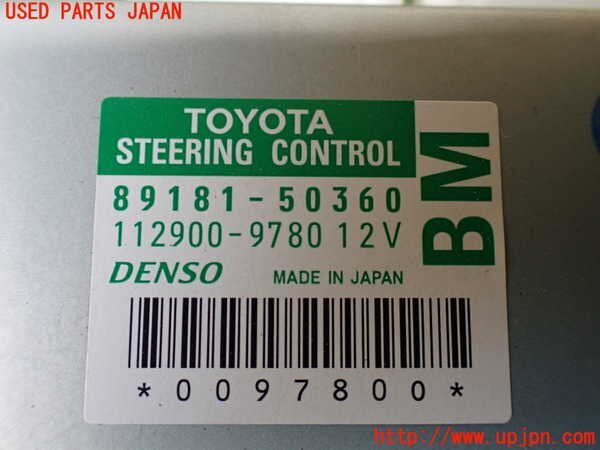 USED PARTS JAPAN
TOYOTA
STEERING CONTROL
BM
89181-50360
112900-9780 12V
DENSO MADE IN JAPAN
*0097800*
http://www.upjpn.com